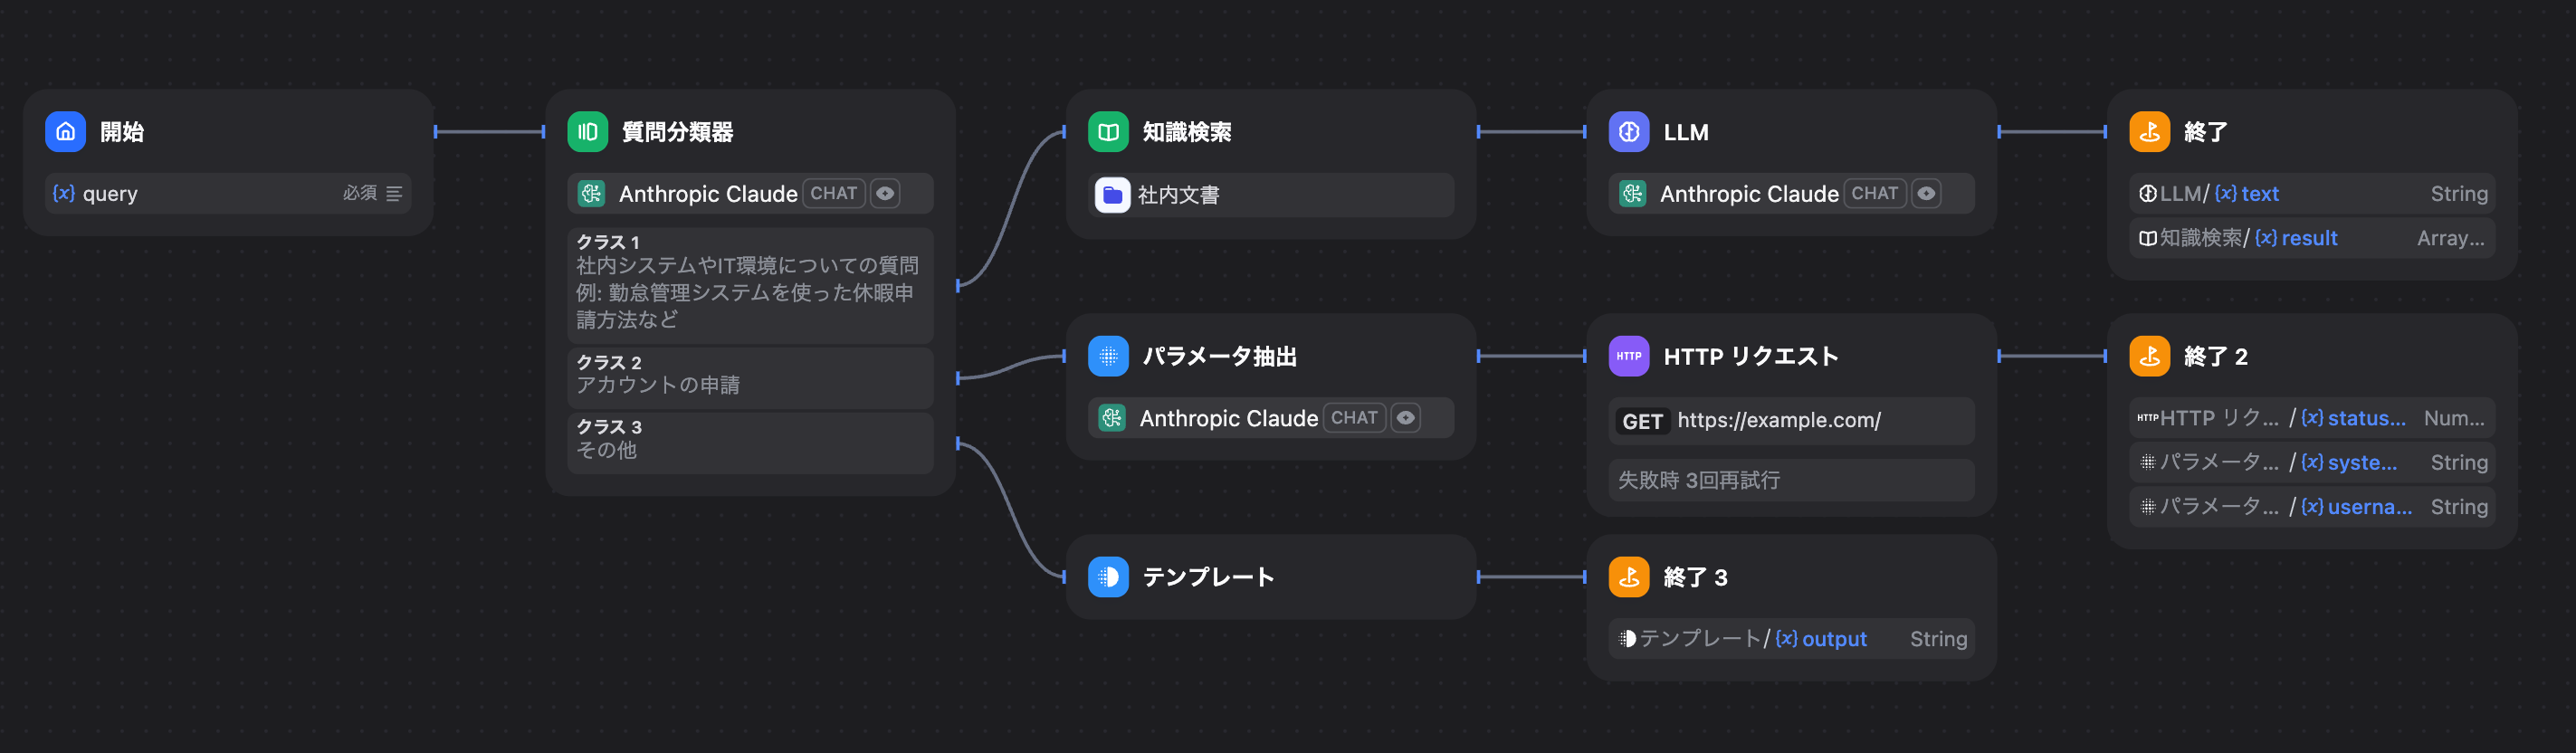 開始
{x} query 必須
質問分類器
Anthropic Claude CHAT
クラス 1
社内システムやIT環境についての質問
例: 勤怠管理システムを使った休暇申
請方法など
クラス 2
アカウントの申請
クラス 3
その他
知識検索
社内文書
LLM
Anthropic Claude CHAT
終了
LLM/{x} text String
知識検索/{x} result Array...
パラメータ抽出
Anthropic Claude CHAT
HTTP HTTP リクエスト
GET https://example.com/
失敗時 3回再試行
終了 2
HTTP HTTP リク... /{x} status... Num...
パラメータ... /{x} syste... String
パラメータ... /{x} userna... String
テンプレート
終了 3
テンプレート/{x} output String